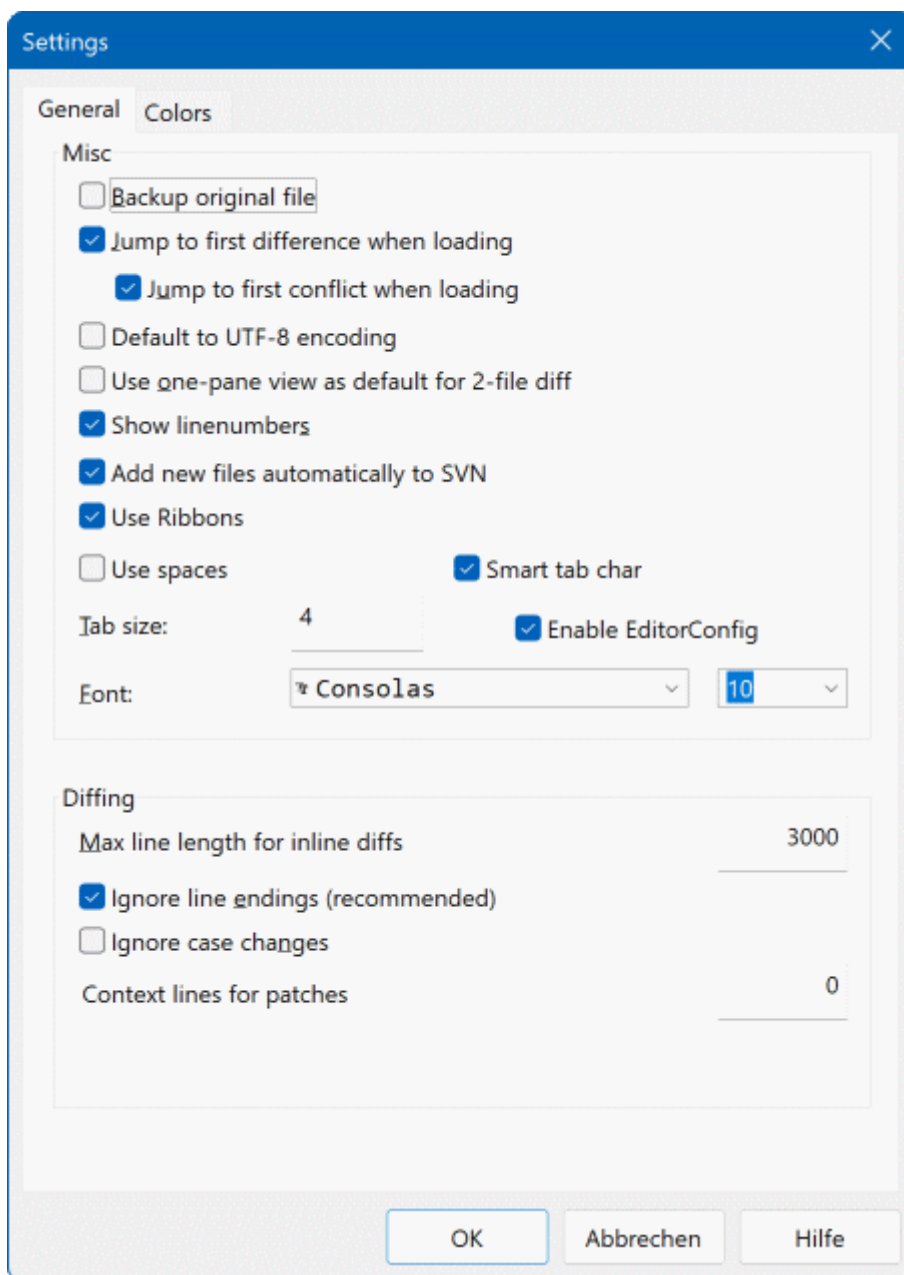 Settings
General Colors
Misc
Backup original file
Jump to first difference when loading
Jump to first conflict when loading
Default to UTF-8 encoding
Use one-pane view as default for 2-file diff
Show linenumbers
Add new files automatically to SVN
Use Ribbons
Use spaces Smart tab char
Tab size: 4 Enable EditorConfig
Font: Consolas 10
Diffing
Max line length for inline diffs 3000
Ignore line endings (recommended)
Ignore case changes
Context lines for patches 0
OK Abbrechen Hilfe